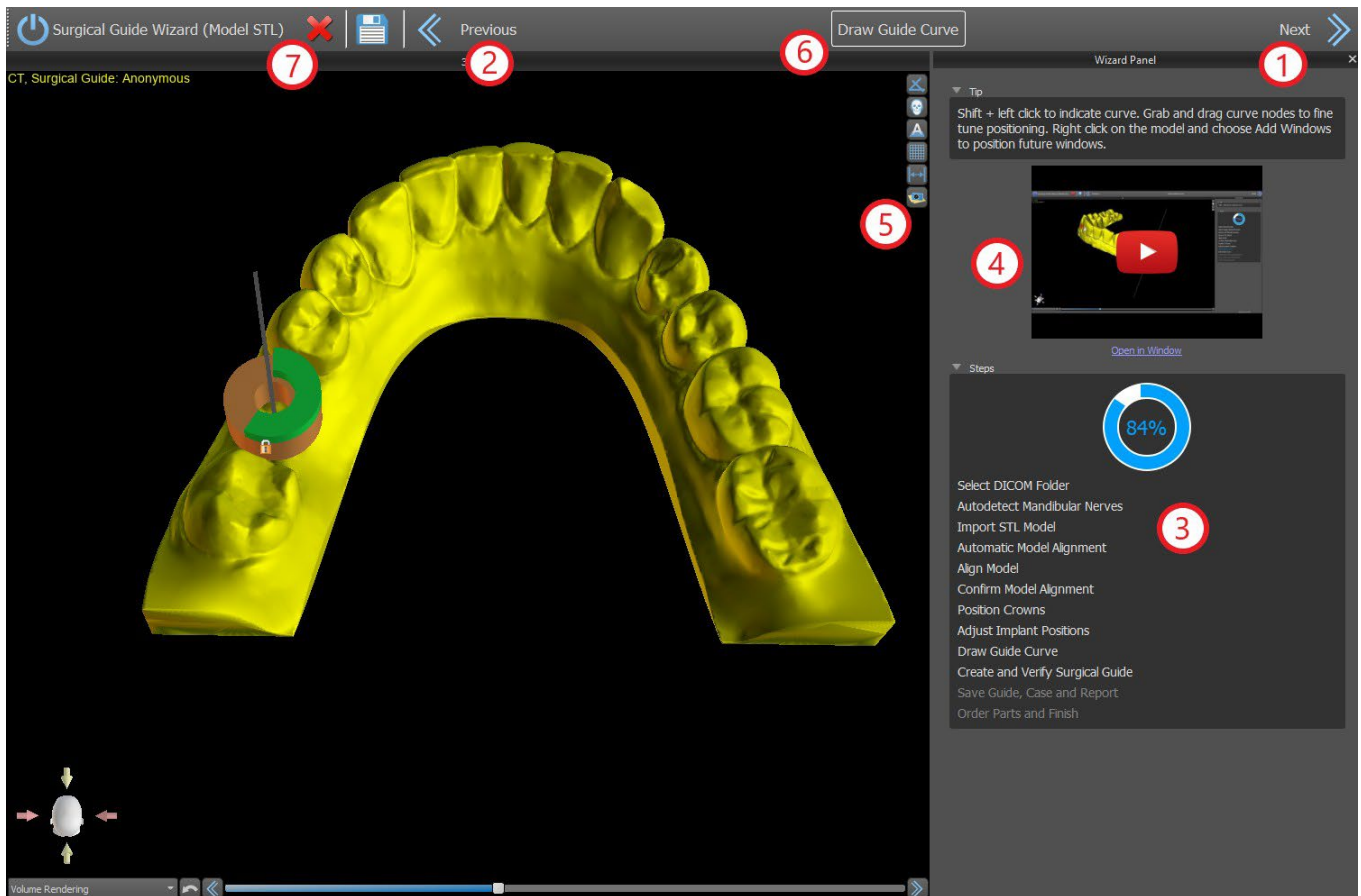 Surgical Guide Wizard (Model STL)
Previous
Draw Guide Curve
Next
7
2
6
1
3
Wizard Panel
CT, Surgical Guide: Anonymous
Tip
Shift + left click to indicate curve. Grab and drag curve nodes to fine
tune positioning. Right click on the model and choose Add Windows
to position future windows.
5
4
Open in Window
Steps
84%
Select DICOM Folder
Autodetect Mandibular Nerves
3
Import STL Model
Automatic Model Alignment
Align Model
Confirm Model Alignment
Position Crowns
Adjust Implant Positions
Draw Guide Curve
Create and Verify Surgical Guide
Save Guide, Case and Report
Order Parts and Finish
Volume Rendering